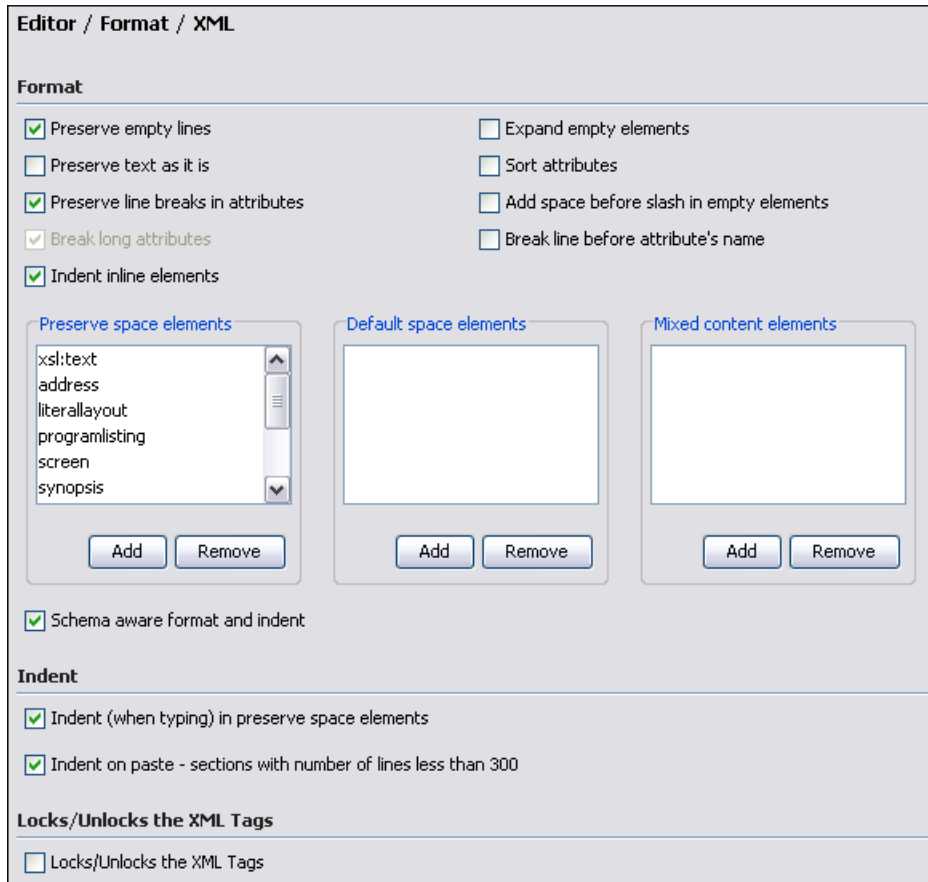 Editor / Format / XML
Format
Preserve empty lines
Expand empty elements
Preserve text as it is
Sort attributes
Preserve line breaks in attributes
Add space before slash in empty elements
Break long attributes
Break line before attribute's name
Indent inline elements
Preserve space elements
Default space elements
Mixed content elements
xsl:text
address
literallayout
programlisting
screen
synopsis
Add Remove
Add Remove
Add Remove
Schema aware format and indent
Indent
Indent (when typing) in preserve space elements
Indent on paste - sections with number of lines less than 300
Locks/Unlocks the XML Tags
Locks/Unlocks the XML Tags